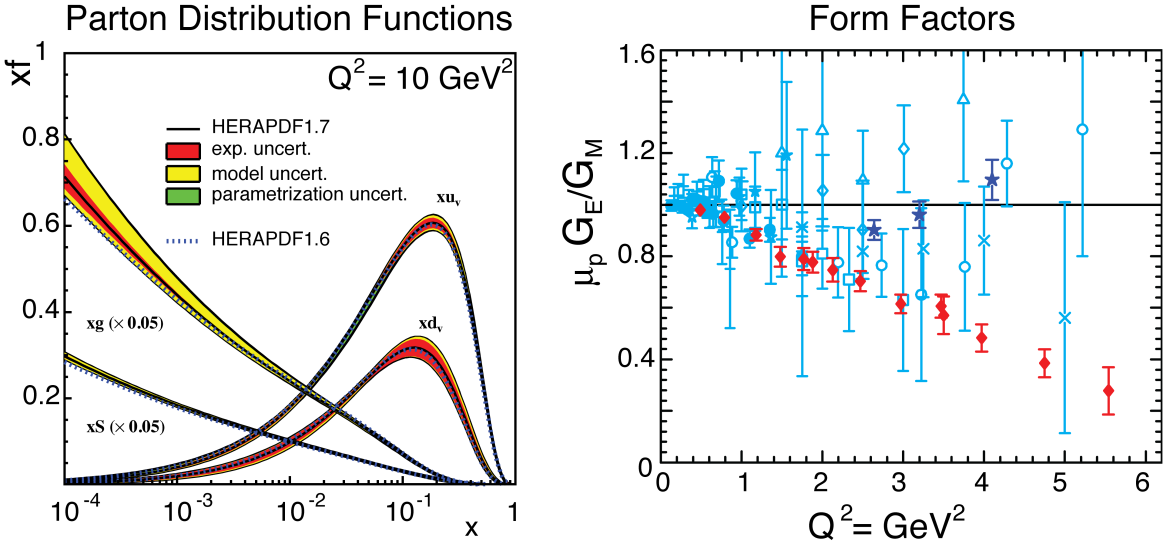 Parton Distribution Functions
xf
1
0.8
0.6
0.4
0.2
Q² = 10 GeV²
HERAPDF1.7
exp. uncert.
model uncert.
parametrization uncert.
HERAPDF1.6
xuᵥ
xdᵥ
xg (× 0.05)
xS (× 0.05)
10⁻⁴ 10⁻³ 10⁻² 10⁻¹ 1
x
Form Factors
μₚ G_E/G_M
1.6
1.2
0.8
0.4
0
0 1 2 3 4 5 6
Q² = GeV²